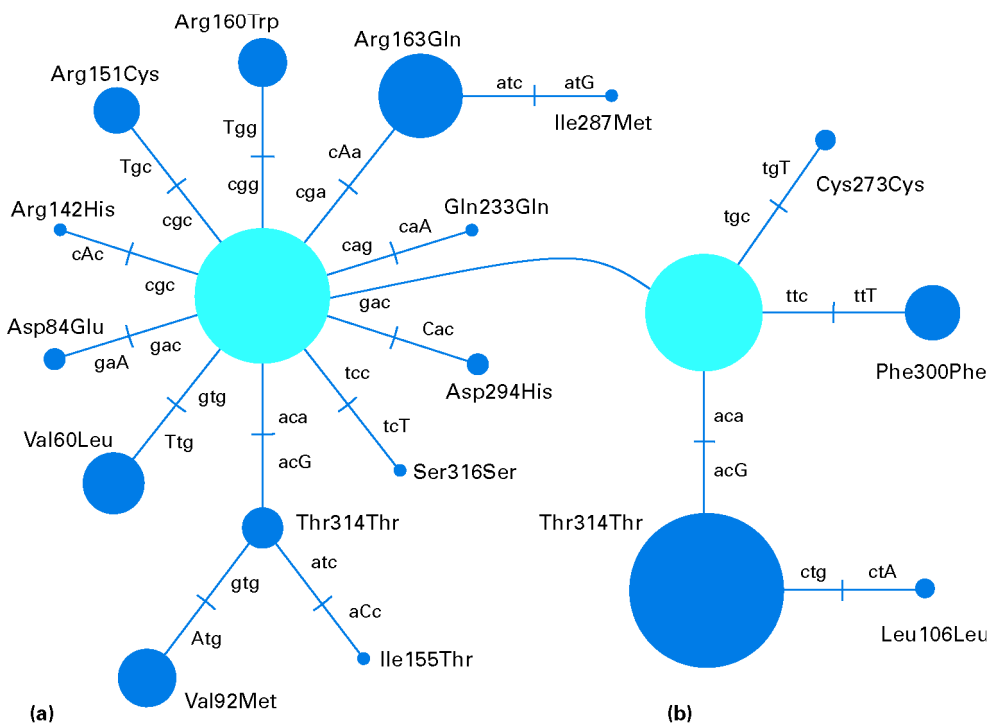 Arg160Trp
Arg163Gln
Arg151Cys
atc
atG
Ile287Met
Tgg
cAa
tgT
Cys273Cys
Tgc
cgg
cga
Arg142His
cgc
cag
caA
Gln233Gln
tgc
cAc
cgc
gac
ttc
ttT
Asp84Glu
gaA
gac
Cac
Asp294His
Phe300Phe
gtg
tcc
Val60Leu
Ttg
aca
tcT
aca
acG
Ser316Ser
acG
Thr314Thr
Thr314Thr
gtg
atc
ctg
ctA
Atg
aCc
Leu106Leu
Ile155Thr
Val92Met
(a)
(b)